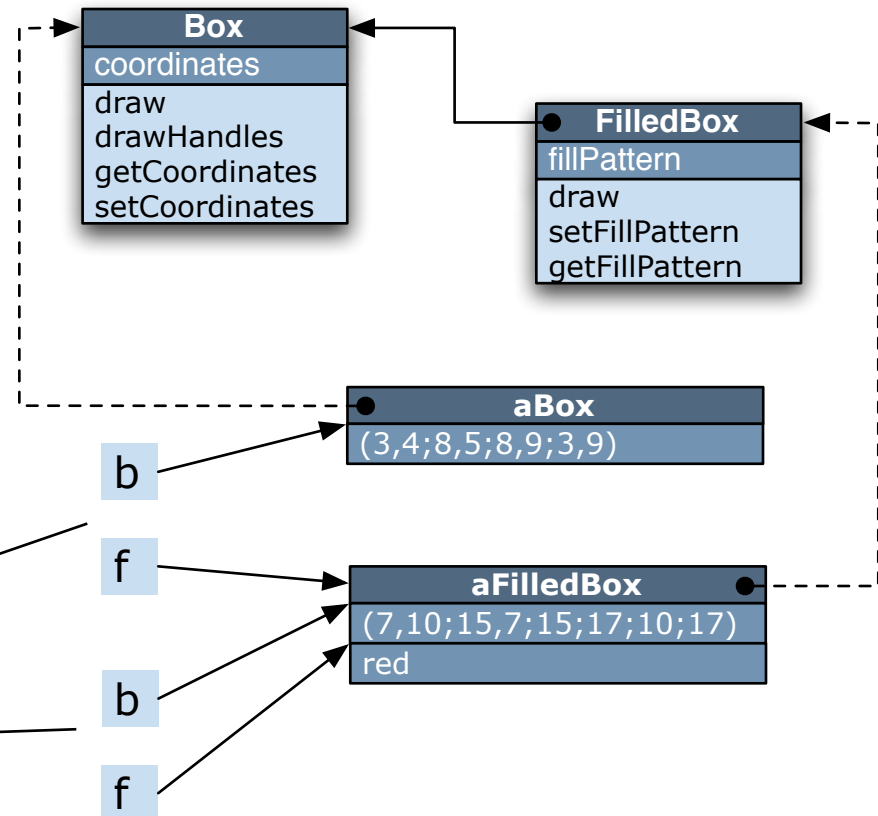 Box
coordinates
draw
drawHandles
getCoordinates
setCoordinates
FilledBox
fillPattern
draw
setFillPattern
getFillPattern
aBox
(3,4;8,5;8,9;3,9)
b
f
aFilledBox
(7,10;15,7;15;17;10;17)
red
b
f